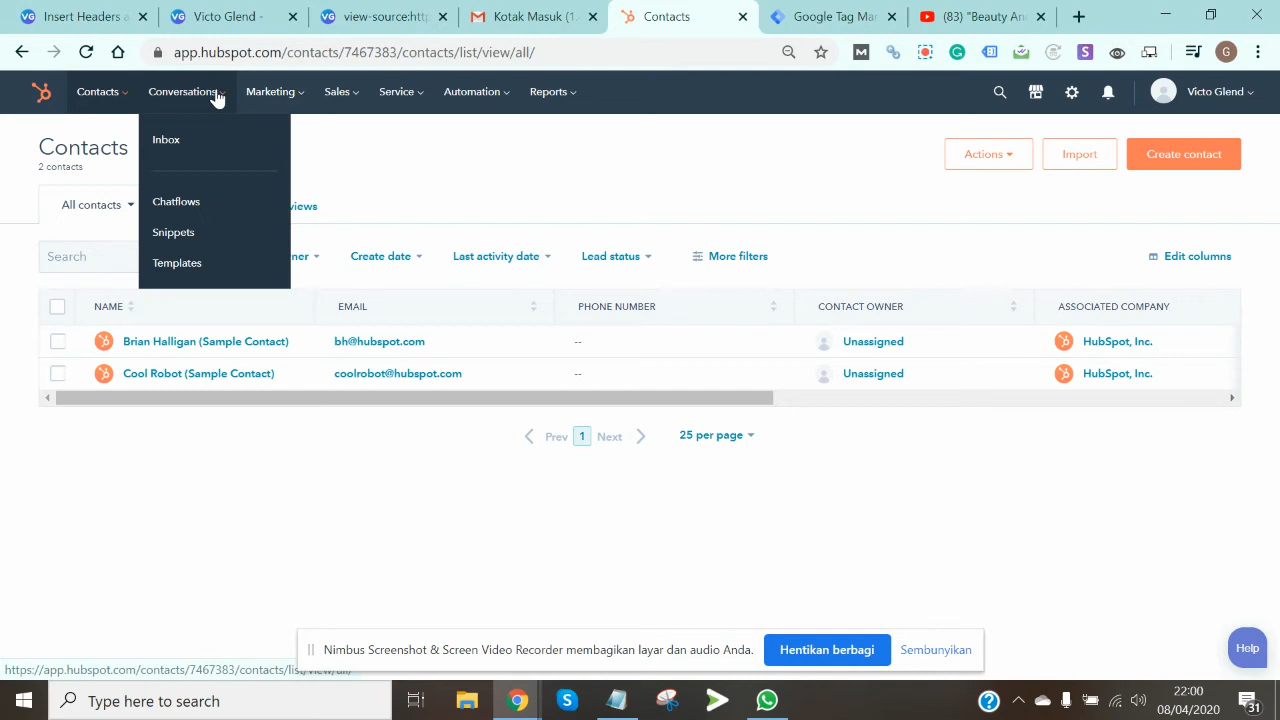 Insert Headers a
Victo Glend -
view-source:http
Kotak Masuk (1.
Contacts
Google Tag Man
(83) "Beauty An
app.hubspot.com/contacts/7467383/contacts/list/view/all/
Contacts
Conversations
Marketing
Sales
Service
Automation
Reports
Victo Glend
Inbox
Chatflows
Snippets
Templates
Contacts
2 contacts
Actions
Import
Create contact
All contacts
views
Search
ner
Create date
Last activity date
Lead status
More filters
Edit columns
NAME
EMAIL
PHONE NUMBER
CONTACT OWNER
ASSOCIATED COMPANY
Brian Halligan (Sample Contact)
bh@hubspot.com
--
Unassigned
HubSpot, Inc.
Cool Robot (Sample Contact)
coolrobot@hubspot.com
--
Unassigned
HubSpot, Inc.
Prev
1
Next
25 per page
Nimbus Screenshot & Screen Video Recorder membagikan layar dan audio Anda.
Hentikan berbagi
Sembunyikan
Help
https://app.hubspot.com/contacts/7467383/contacts/list/view/all/
Type here to search
22:00
08/04/2020
31